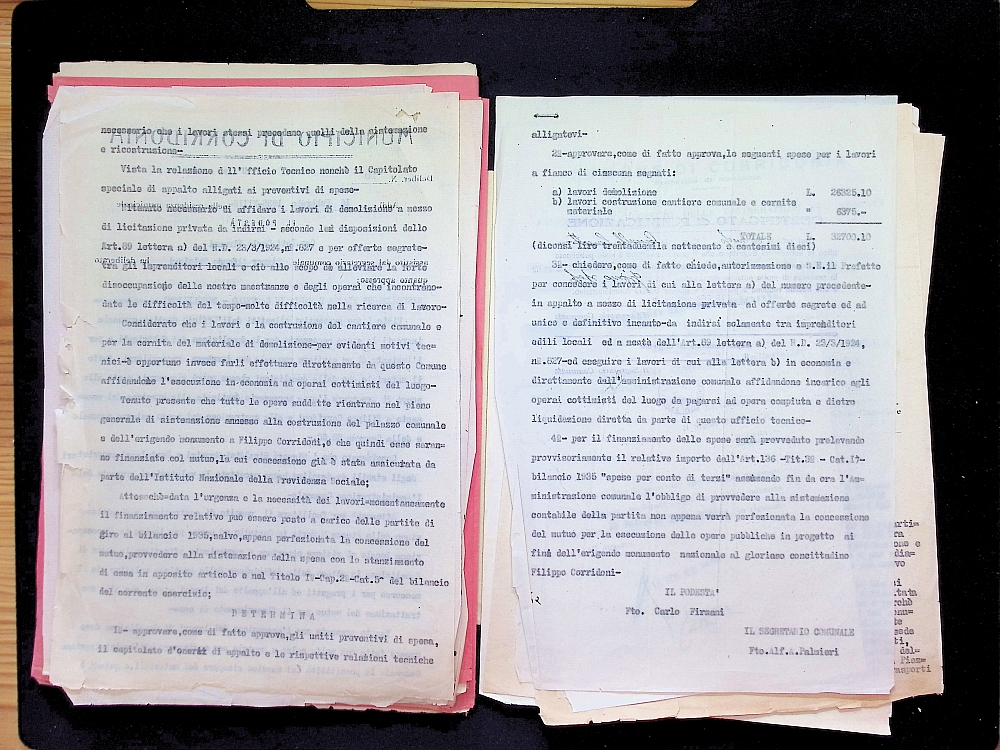 necessario che i lavori stessi precedano quelli della sistemazione
e ricostruzione-
Vista la relazione dell'Ufficio Tecnico nonchè il Capitolato
speciale di appalto alligati ai preventivi di spese-
Ritenuto necessario di affidare i lavori di demolizione a mezzo
di licitazione privata da indirsi - secondo le disposizioni dello
Art.89 lettera a) del R.D. 23/3/1924,n.827 e per offerte segrete-
tra gli imprenditori locali e ciò allo scopo di alleviare la forte
disoccupazione delle nostre maestranze e degli operai che incontrano-
date le difficoltà del tempo-molte difficoltà nella ricerca di lavoro-
Considerato che i lavori e la costruzione del cantiere comunale e
per la cernita del materiale di demolizione-per evidenti motivi tec=
nici-è opportuno invece farli effettuare direttamente da questo Comune
affidandone l'esecuzione in economia ad operai cottimisti del luogo-
Tenuto presente che tutte le opere suddette rientrano nel piano
generale di sistemazione annesso alla costruzione del palazzo comunale
e dell'erigendo monumento a Filippo Corridoni,e che quindi esse saran=
no finanziate col mutuo,la cui concessione già è stata assicurata da
parte dell'Istituto Nazionale della Previdenza Sociale;
Attesochè=data l'urgenza e la necessità dei lavori=momentaneamente
il finanziamento relativo può essere posto a carico delle partite di
giro al bilancio 1935,salvo,appena perfezionata la concessione del
mutuo,provvedere alla sistemazione della spesa con lo stanziamento
di essa in apposito articolo e nel Titolo I°-Cap.2°-Cat.5^ del bilancio
del corrente esercizio;
DETERMINA
1°- approvare,come di fatto approva,gli uniti preventivi di spesa,
il capitolato d'oneri di appalto e le rispettive relazioni tecniche
alligatevi-
2°-approvare,come di fatto approva,le seguenti spese per i lavori
a fianco di ciascuna segnati:
a) lavori demolizione L. 26325.10
b) lavori costruzione cantiere comunale e cernite
materiale " 6375.-
TOTALE L. 32700.10
(diconsi lire trentaduemila settecento e centesimi dieci)
3°- chiedere,come di fatto chiede,autorizzazione a S.E.il Prefetto
per concedere i lavori di cui alla lettera a) del numero precedente-
in appalto a mezzo di licitazione privata ad offerte segrete ed ad
unico e definitivo incanto-da indirsi solamente tra imprenditori
edili locali ed a mente dell'Art.89 lettera a) del R.D. 23/3/1924,
n°.827-ed eseguire i lavori di cui alla lettera b) in economia e
direttamente dall'amministrazione comunale affidandone incarico agli
operai cottimisti del luogo da pagarsi ad opera compiuta e dietro
liquidazione diretta da parte di questo ufficio tecnico-
4°- per il finanziamento delle spese sarà provveduto prelevando
provvisoriamente il relativo importo dall'Art.136 -Tit.3° - Cat.I^-
bilancio 1935 "spese per conto di terzi" assumendo fin da ora l'Am=
ministrazione comunale l'obbligo di provvedere alla sistemazione
contabile della partita non appena verrà perfezionata la concessione
del mutuo per la esecuzione delle opere pubbliche in progetto ai
fini dell'erigendo monumento nazionale al glorioso concittadino
Filippo Corridoni-
IL PODESTA'
Fto. Carlo Firmani
IL SEGRETARIO COMUNALE
Fto.Alf.A.Palmieri